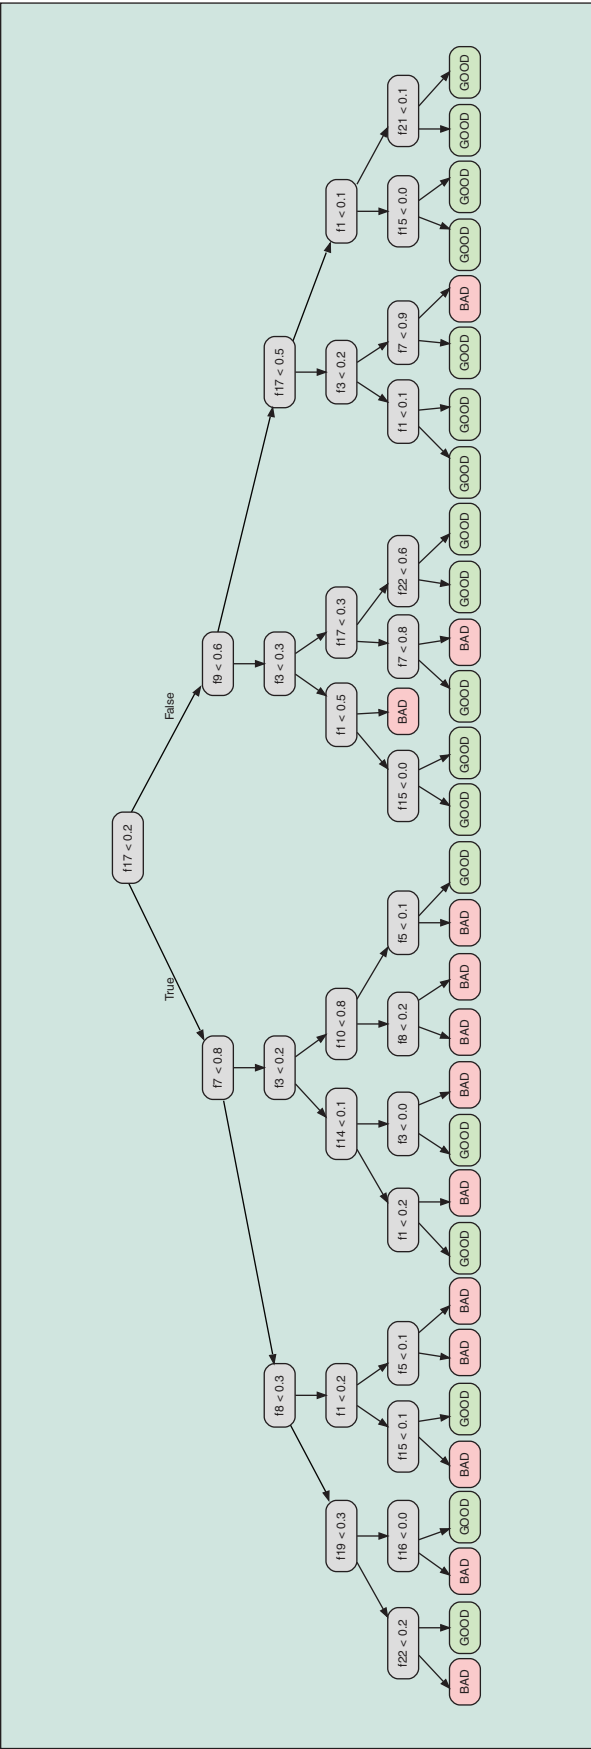 f17 < 0.2
True
False
f7 < 0.8
f9 < 0.6
f8 < 0.3
f3 < 0.2
f3 < 0.3
f17 < 0.5
f19 < 0.3
f1 < 0.2
f14 < 0.1
f10 < 0.8
f1 < 0.5
f17 < 0.3
f3 < 0.2
f1 < 0.1
f22 < 0.2
f16 < 0.0
f15 < 0.1
f5 < 0.1
f1 < 0.2
f3 < 0.0
f8 < 0.2
f5 < 0.1
f15 < 0.0
BAD
f7 < 0.8
f22 < 0.6
f1 < 0.1
f7 < 0.9
f15 < 0.0
f21 < 0.1
BAD
GOOD
BAD
GOOD
BAD
GOOD
BAD
BAD
GOOD
BAD
GOOD
BAD
BAD
BAD
BAD
GOOD
GOOD
GOOD
GOOD
BAD
GOOD
GOOD
GOOD
GOOD
GOOD
BAD
GOOD
GOOD
GOOD
GOOD